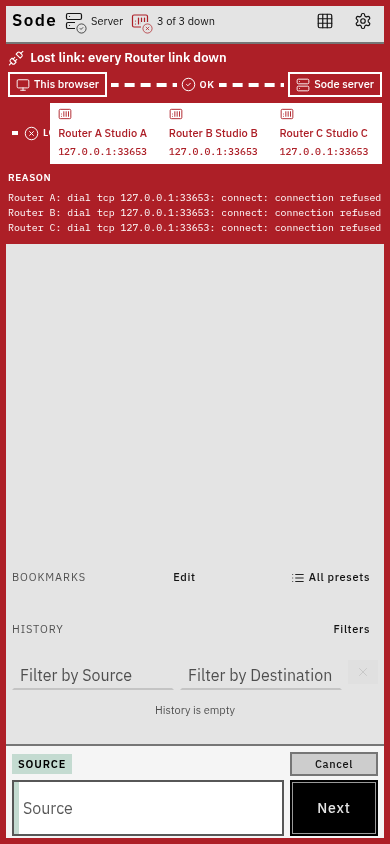 Sode Server 3 of 3 down
Lost link: every Router link down
This browser OK Sode server
Router A Studio A Router B Studio B Router C Studio C
127.0.0.1:33653 127.0.0.1:33653 127.0.0.1:33653
REASON
Router A: dial tcp 127.0.0.1:33653: connect: connection refused
Router B: dial tcp 127.0.0.1:33653: connect: connection refused
Router C: dial tcp 127.0.0.1:33653: connect: connection refused
BOOKMARKS Edit All presets
HISTORY Filters
Filter by Source Filter by Destination
History is empty
SOURCE Cancel
Source Next